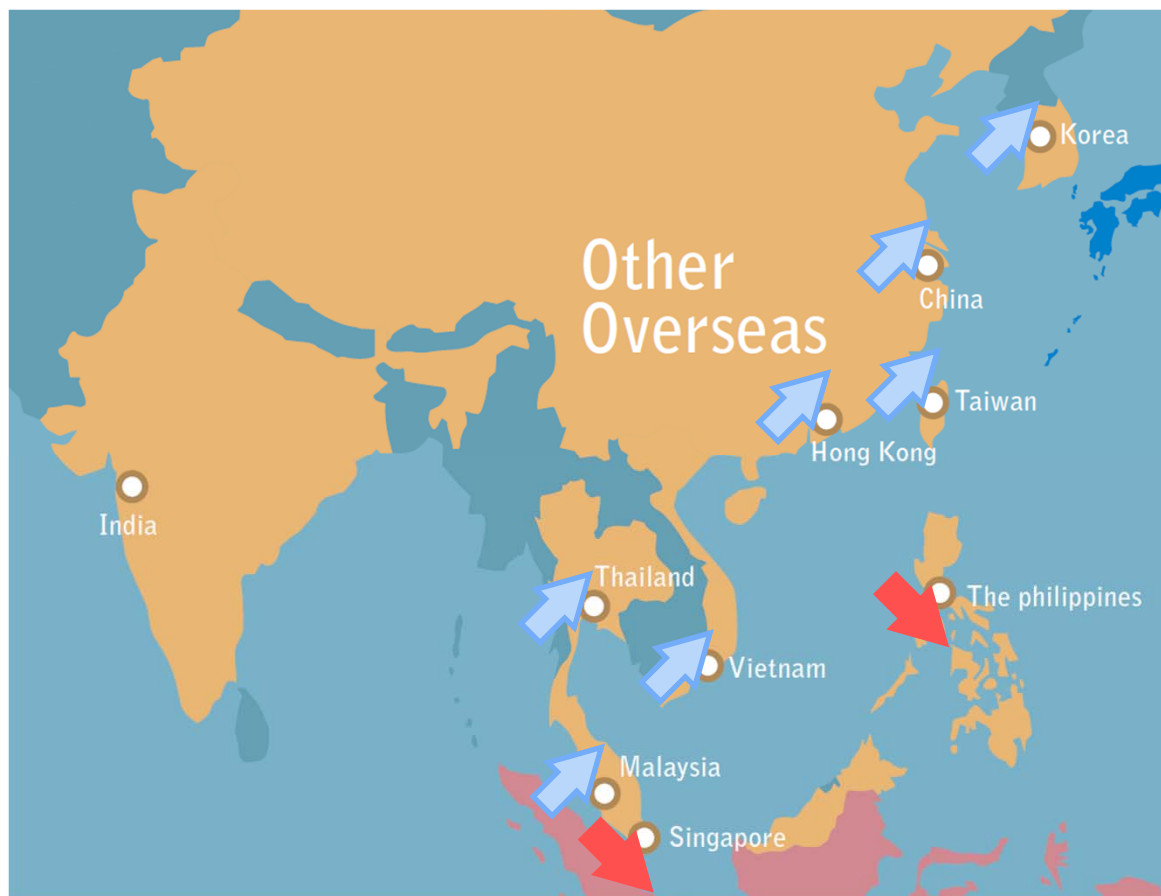 Korea
Other
Overseas
China
Taiwan
Hong Kong
India
Thailand
The philippines
Vietnam
Malaysia
Singapore